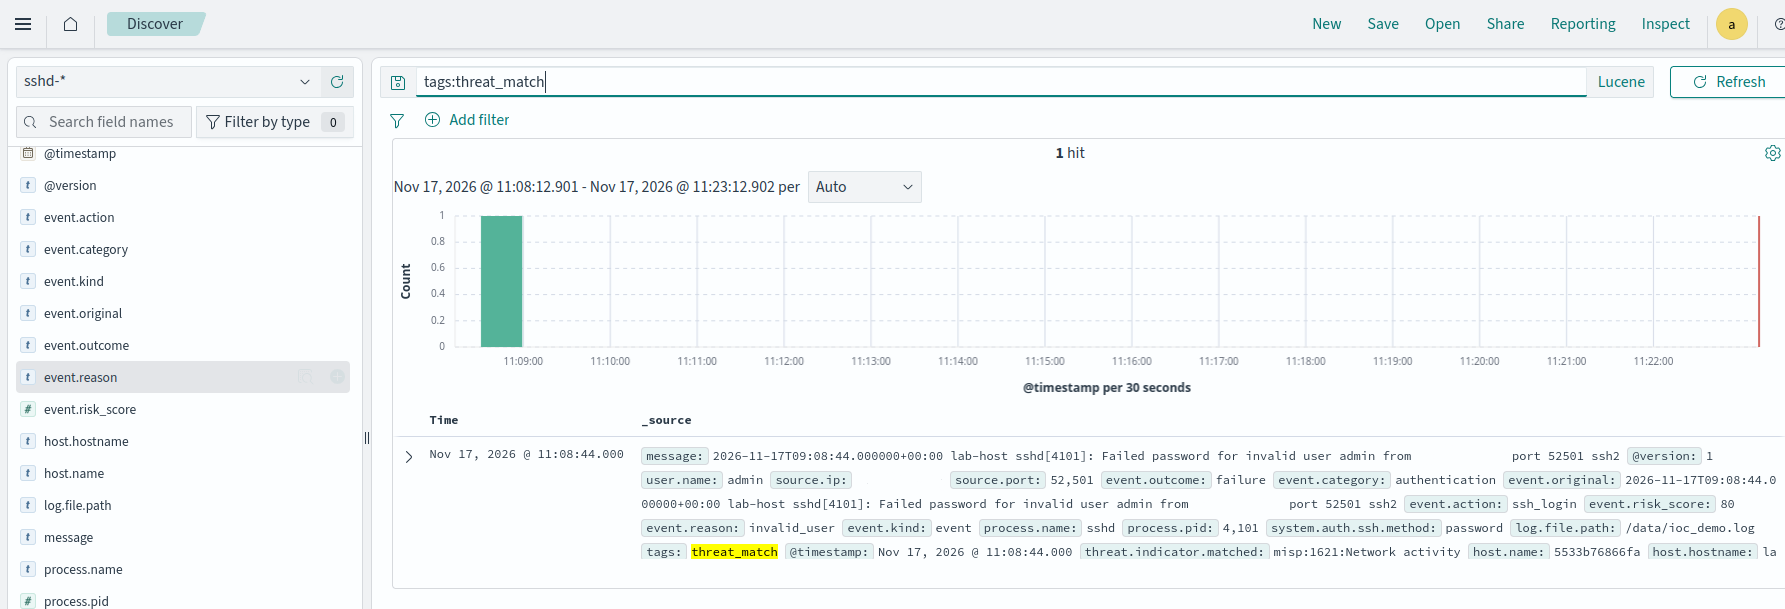 Discover New Save Open Share Reporting Inspect a
sshd-*
tags:threat_match Lucene Refresh
Search field names Filter by type 0
Add filter
@timestamp
@version
event.action
event.category
event.kind
event.original
event.outcome
event.reason
event.risk_score
host.hostname
host.name
log.file.path
message
process.name
process.pid
1 hit
Nov 17, 2026 @ 11:08:12.901 - Nov 17, 2026 @ 11:23:12.902 per Auto
Count
1
0.8
0.6
0.4
0.2
0
11:09:00 11:10:00 11:11:00 11:12:00 11:13:00 11:14:00 11:15:00 11:16:00 11:17:00 11:18:00 11:19:00 11:20:00 11:21:00 11:22:00
@timestamp per 30 seconds
Time _source
Nov 17, 2026 @ 11:08:44.000 message: 2026-11-17T09:08:44.000000+00:00 lab-host sshd[4101]: Failed password for invalid user admin from port 52501 ssh2 @version: 1
user.name: admin source.ip: source.port: 52,501 event.outcome: failure event.category: authentication event.original: 2026-11-17T09:08:44.0
00000+00:00 lab-host sshd[4101]: Failed password for invalid user admin from port 52501 ssh2 event.action: ssh_login event.risk_score: 80
event.reason: invalid_user event.kind: event process.name: sshd process.pid: 4,101 system.auth.ssh.method: password log.file.path: /data/ioc_demo.log
tags: threat_match @timestamp: Nov 17, 2026 @ 11:08:44.000 threat.indicator.matched: misp:1621:Network activity host.name: 5533b76866fa host.hostname: la